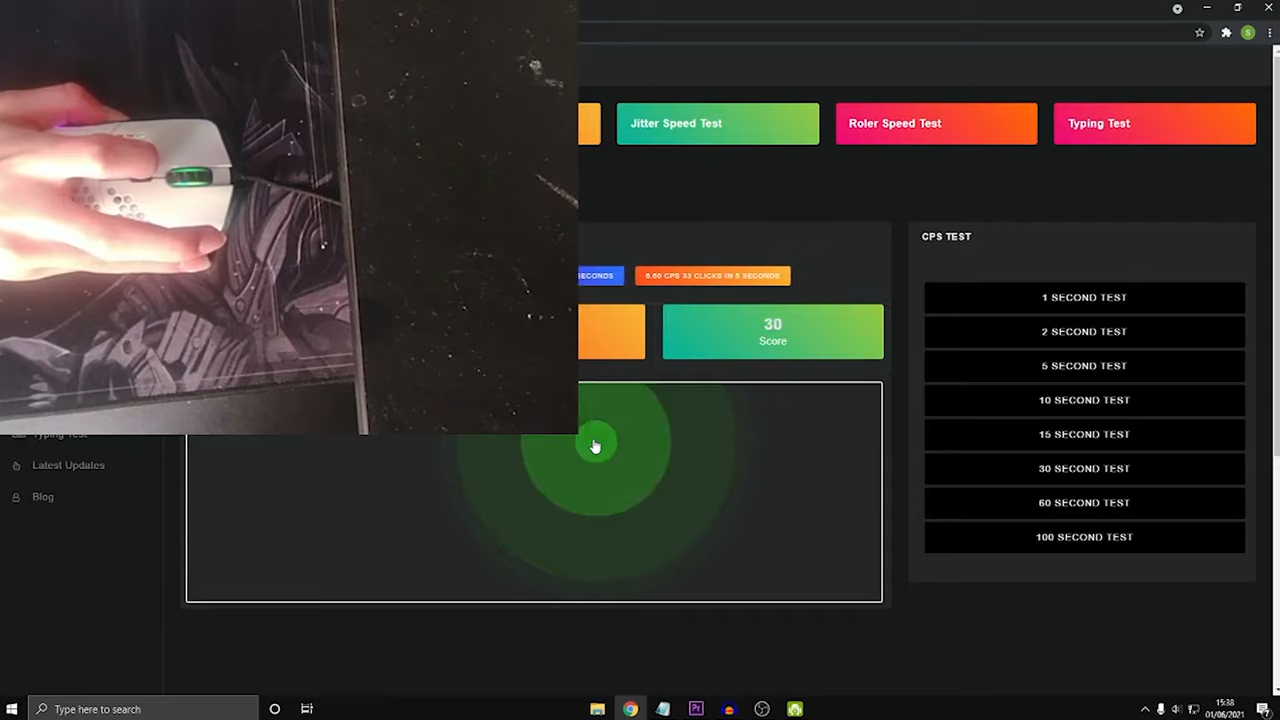 Jitter Speed Test
Roler Speed Test
Typing Test
CPS TEST
SECONDS
6.60 CPS 33 CLICKS IN 5 SECONDS
1 SECOND TEST
30
Score
2 SECOND TEST
5 SECOND TEST
10 SECOND TEST
15 SECOND TEST
Typing Test
Latest Updates
30 SECOND TEST
Blog
60 SECOND TEST
100 SECOND TEST
Type here to search
Pr
S
15:38
01/06/2021